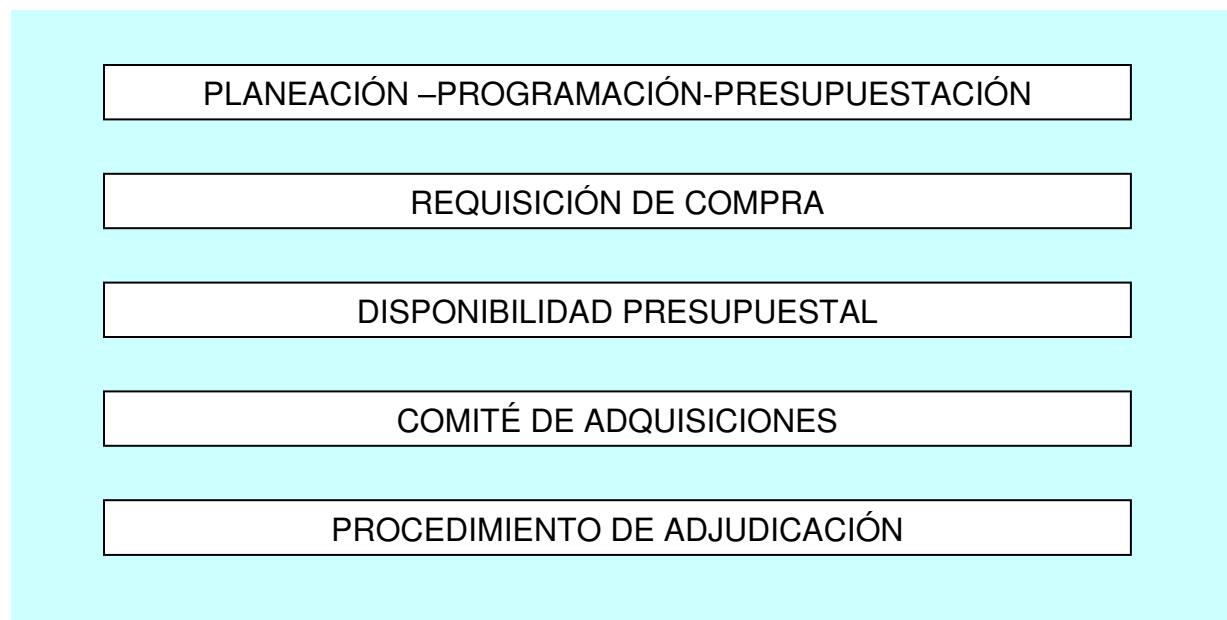 PLANEACIÓN –PROGRAMACIÓN-PRESUPUESTACIÓN
REQUISICIÓN DE COMPRA
DISPONIBILIDAD PRESUPUESTAL
COMITÉ DE ADQUISICIONES
PROCEDIMIENTO DE ADJUDICACIÓN